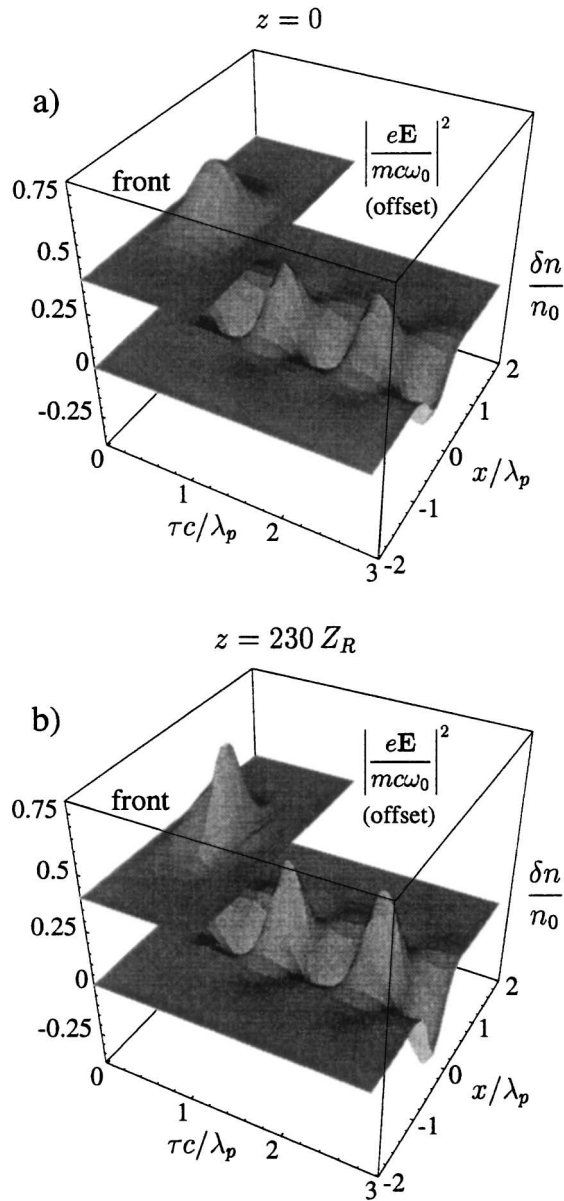 z = 0
a)
|eE/mcω₀|²
(offset)
front
0.75
0.5
0.25
0
-0.25
δn/n₀
0
1
2
3
τc/λₚ
-2
-1
0
1
2
x/λₚ
z = 230 Z_R
b)
|eE/mcω₀|²
(offset)
front
0.75
0.5
0.25
0
-0.25
δn/n₀
0
1
2
3
τc/λₚ
-2
-1
0
1
2
x/λₚ